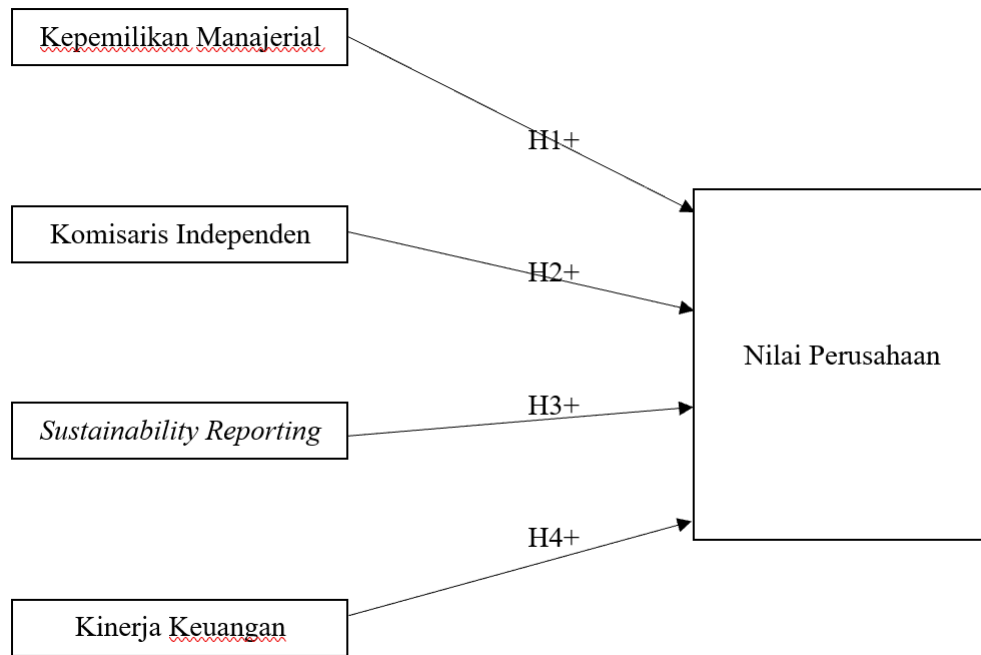 Kepemilikan Manajerial
H1+
Komisaris Independen
H2+
Nilai Perusahaan
H3+
Sustainability Reporting
H4+
Kinerja Keuangan